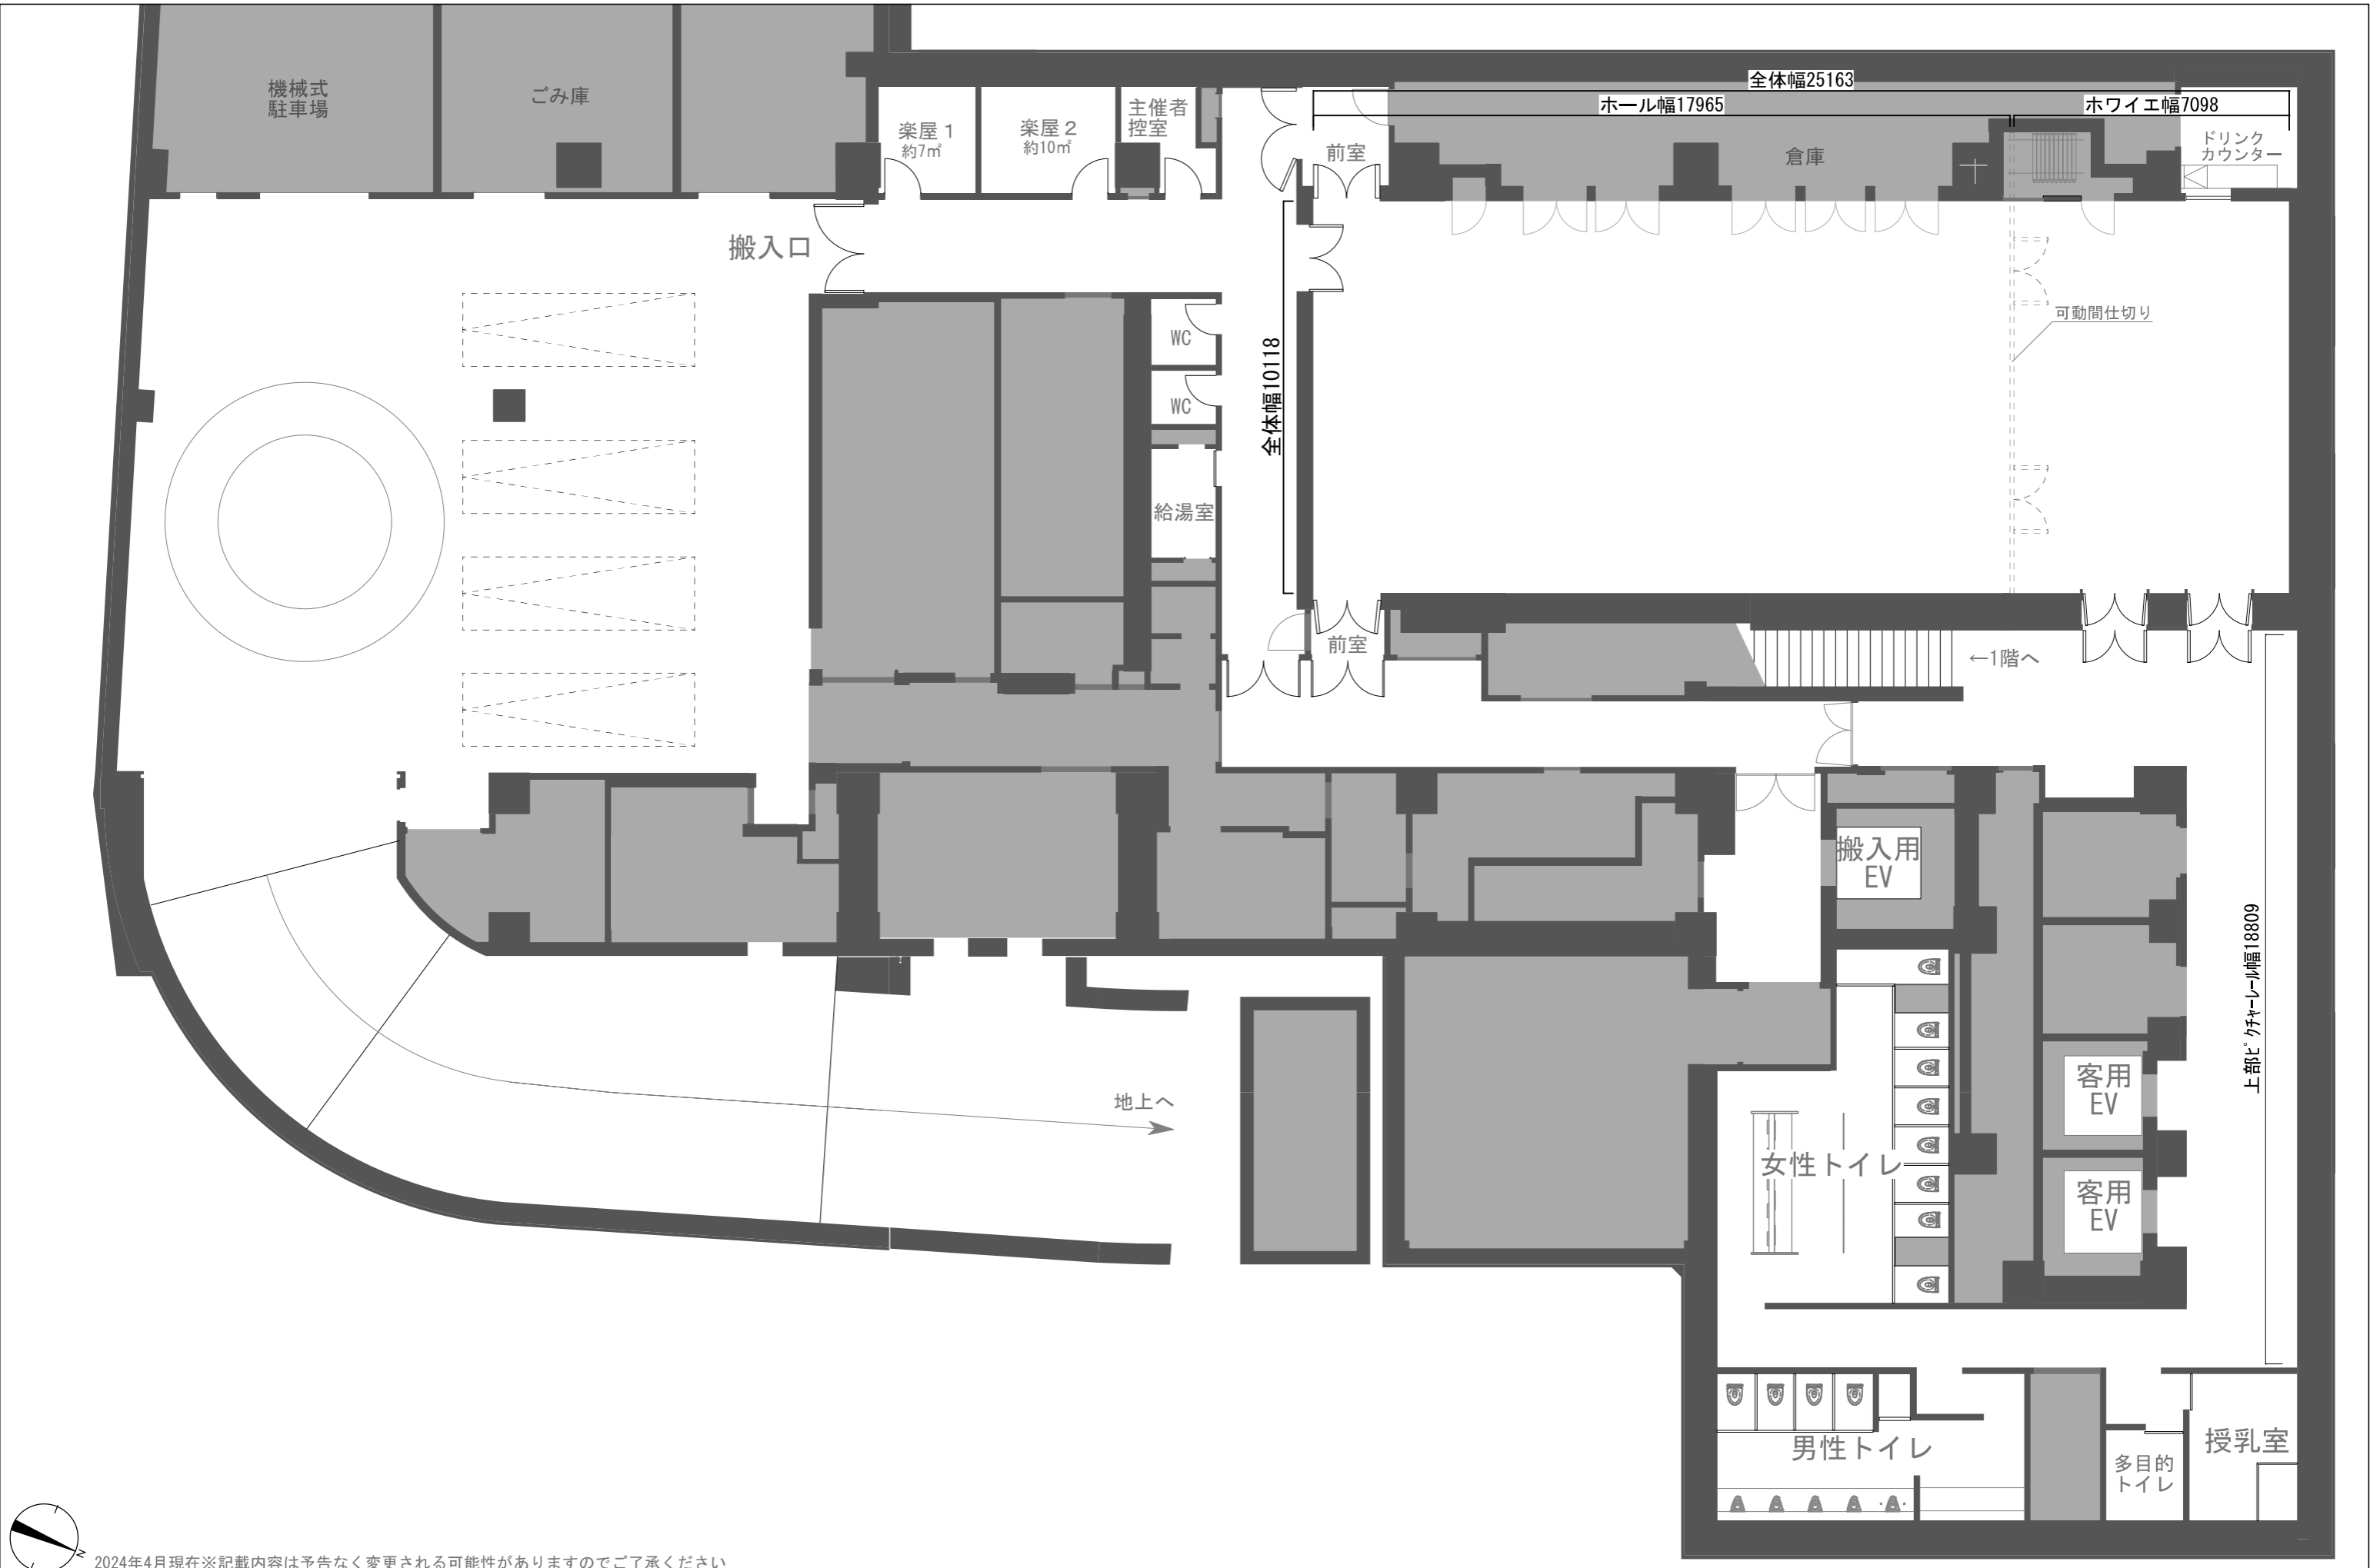 全体幅25163
ホール幅17965
ホワイエ幅7098
機械式
駐車場
ごみ庫
楽屋1
約7㎡
楽屋2
約10㎡
主催者
控室
前室
倉庫
ドリンク
カウンター
搬入口
可動間仕切り
WC
WC
全体幅10118
給湯室
前室
←1階へ
搬入用
EV
上部ピクチャーレール幅18809
客用
EV
地上へ
女性トイレ
客用
EV
男性トイレ
多目的
トイレ
授乳室
N
2024年4月現在※記載内容は予告なく変更される可能性がありますのでご了承ください